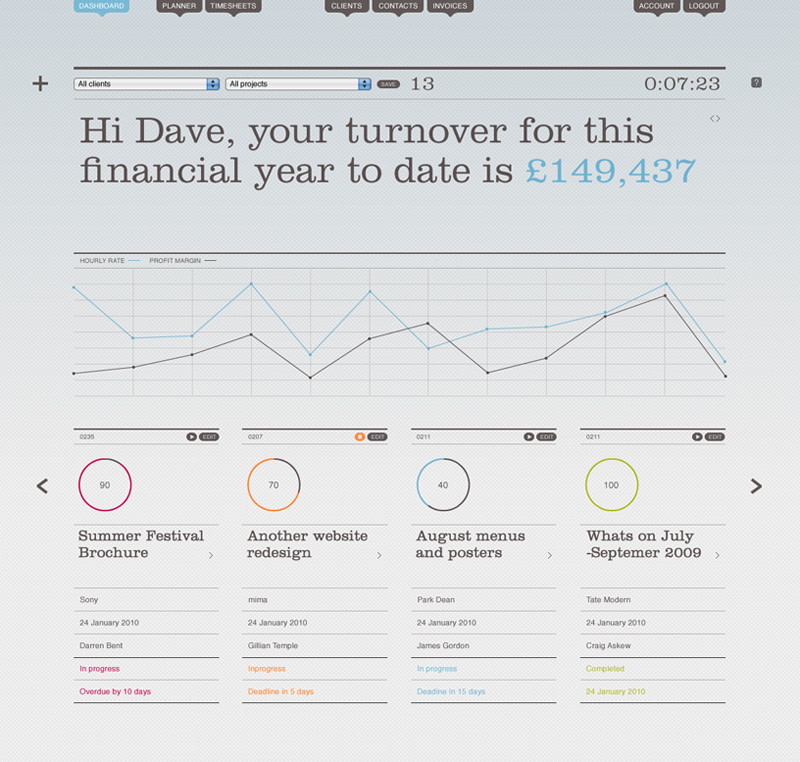 DASHBOARD PLANNER TIMESHEETS CLIENTS CONTACTS INVOICES ACCOUNT LOGOUT
+ All clients All projects SAVE 13 0:07:23 ?
Hi Dave, your turnover for this <>
financial year to date is £149,437
HOURLY RATE PROFIT MARGIN
0235 EDIT 0207 EDIT 0211 EDIT 0211 EDIT
90 70 40 100
Summer Festival Another website August menus Whats on July
Brochure > redesign > and posters > -Septemer 2009 >
Sony mima Park Dean Tate Modern
24 January 2010 24 January 2010 24 January 2010 24 January 2010
Darren Bent Gillian Temple James Gordon Craig Askew
In progress Inprogress In progress Completed
Overdue by 10 days Deadline in 5 days Deadine in 15 days 24 January 2010